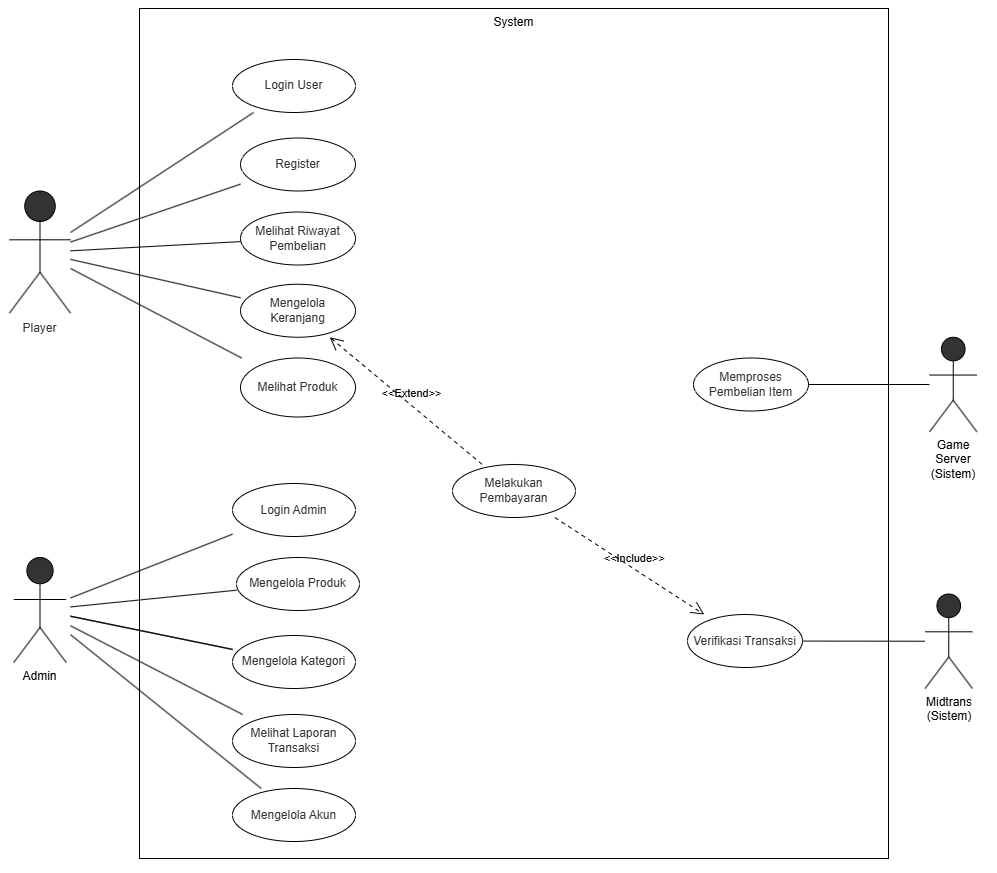 System
Login User
Register
Melihat Riwayat
Pembelian
Mengelola
Keranjang
Melihat Produk
Player
<<Extend>>
Memproses
Pembelian Item
Game
Server
(Sistem)
Melakukan
Pembayaran
Login Admin
<<Include>>
Mengelola Produk
Verifikasi Transaksi
Mengelola Kategori
Admin
Midtrans
(Sistem)
Melihat Laporan
Transaksi
Mengelola Akun